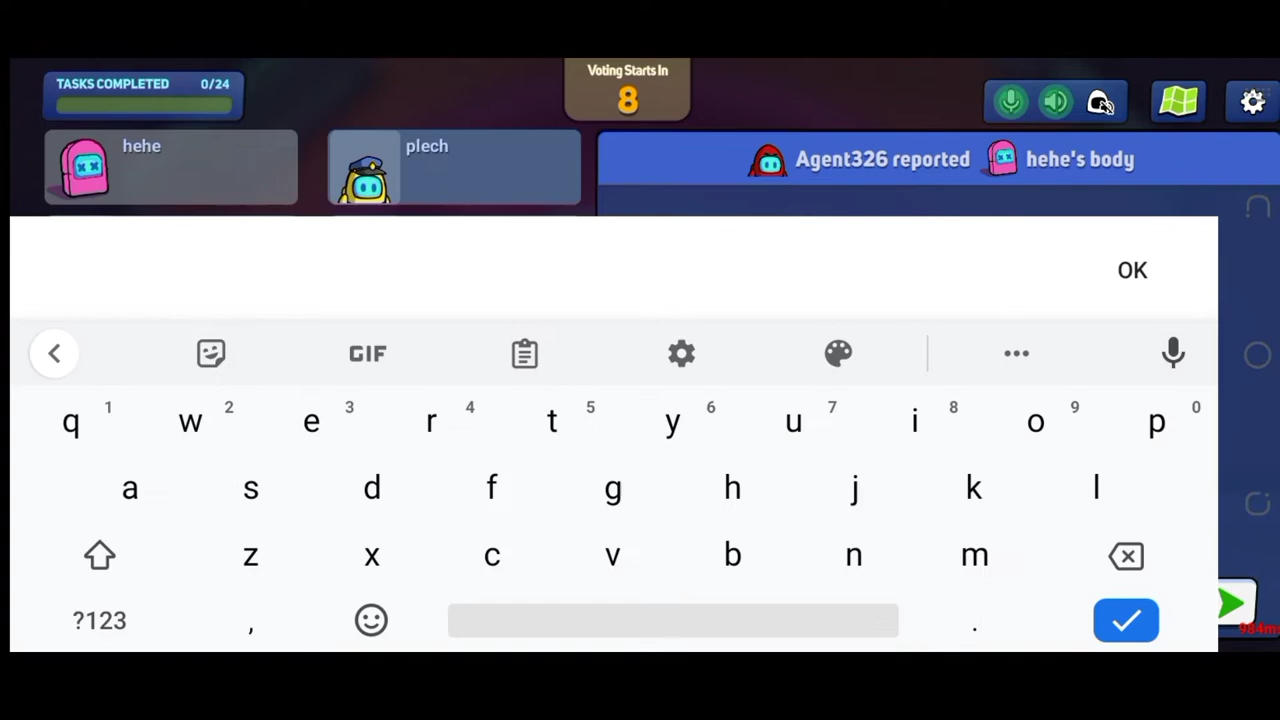 TASKS COMPLETED 0/24
Voting Starts In
8
hehe
plech
Agent326 reported hehe's body
OK
GIF
q 1 w 2 e 3 r 4 t 5 y 6 u 7 i 8 o 9 p 0
a s d f g h j k l
z x c v b n m
?123 , .
984ms